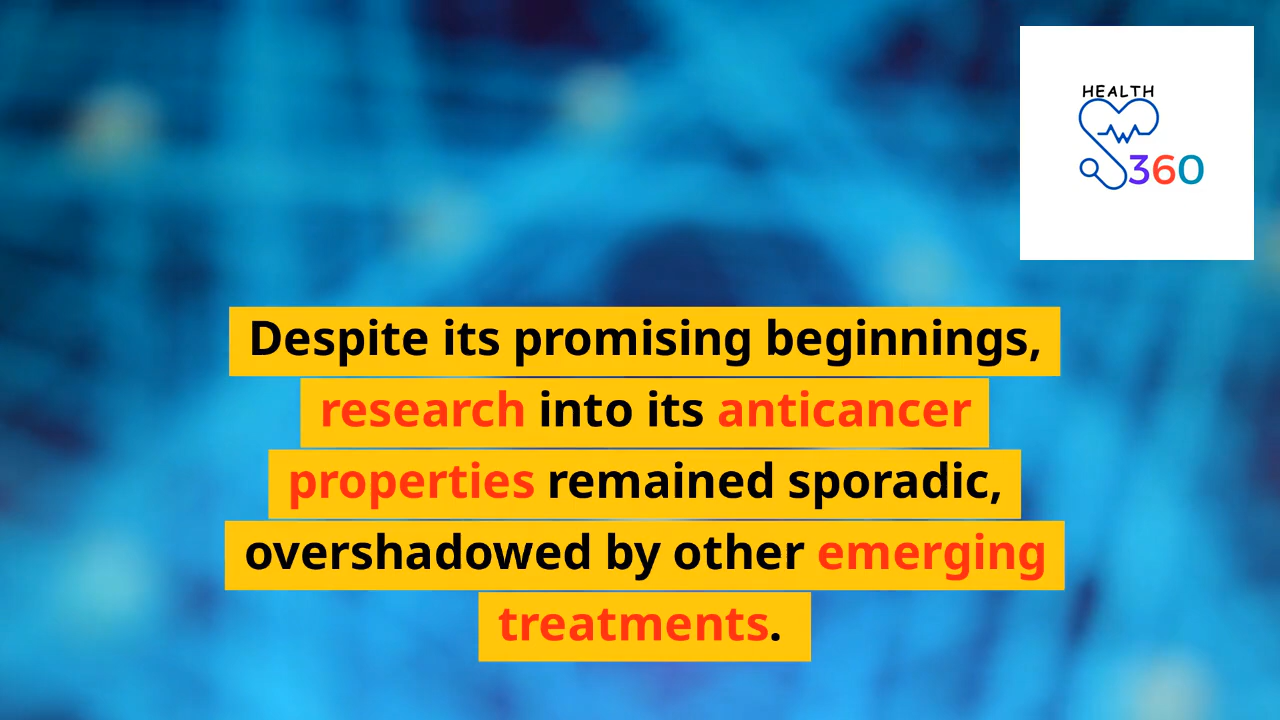 HEALTH
360
Despite its promising beginnings,
research into its anticancer
properties remained sporadic,
overshadowed by other emerging
treatments.